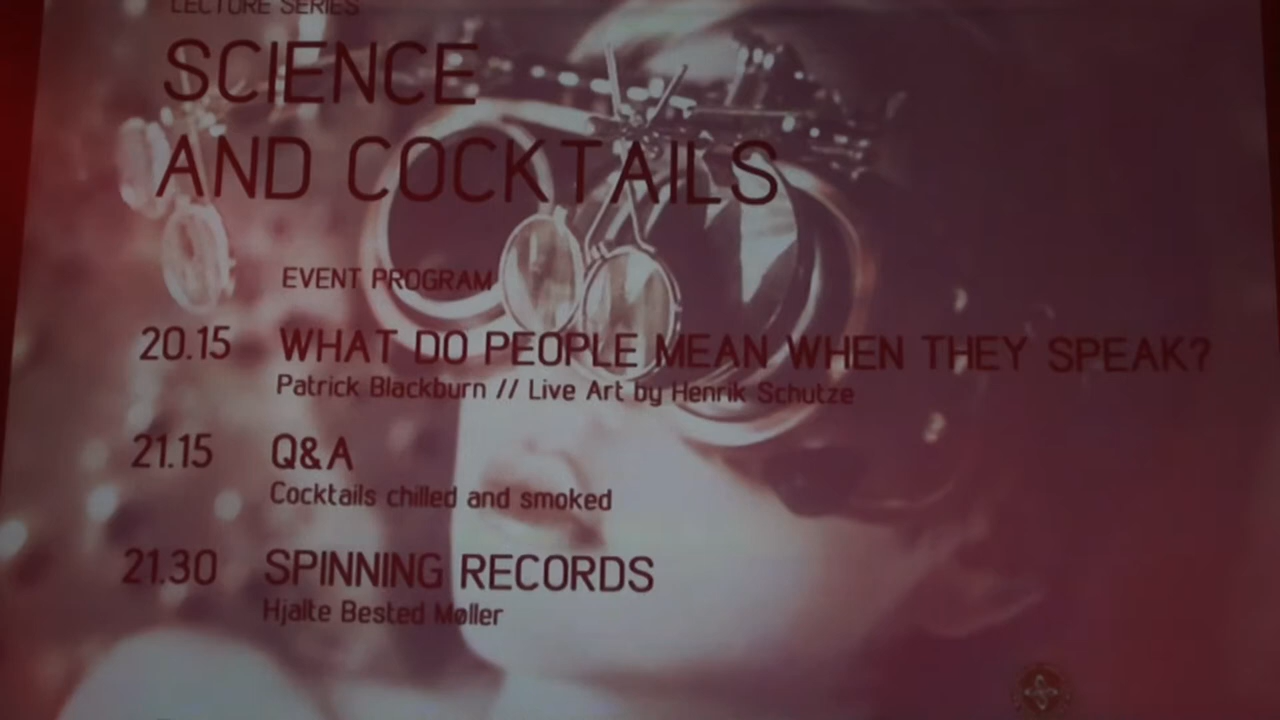 LECTURE SERIES
SCIENCE
AND COCKTAILS
EVENT PROGRAM
20.15 WHAT DO PEOPLE MEAN WHEN THEY SPEAK?
Patrick Blackburn // Live Art by Henrik Schutze
21.15 Q&A
Cocktails chilled and smoked
21.30 SPINNING RECORDS
Hjalte Bested Møller